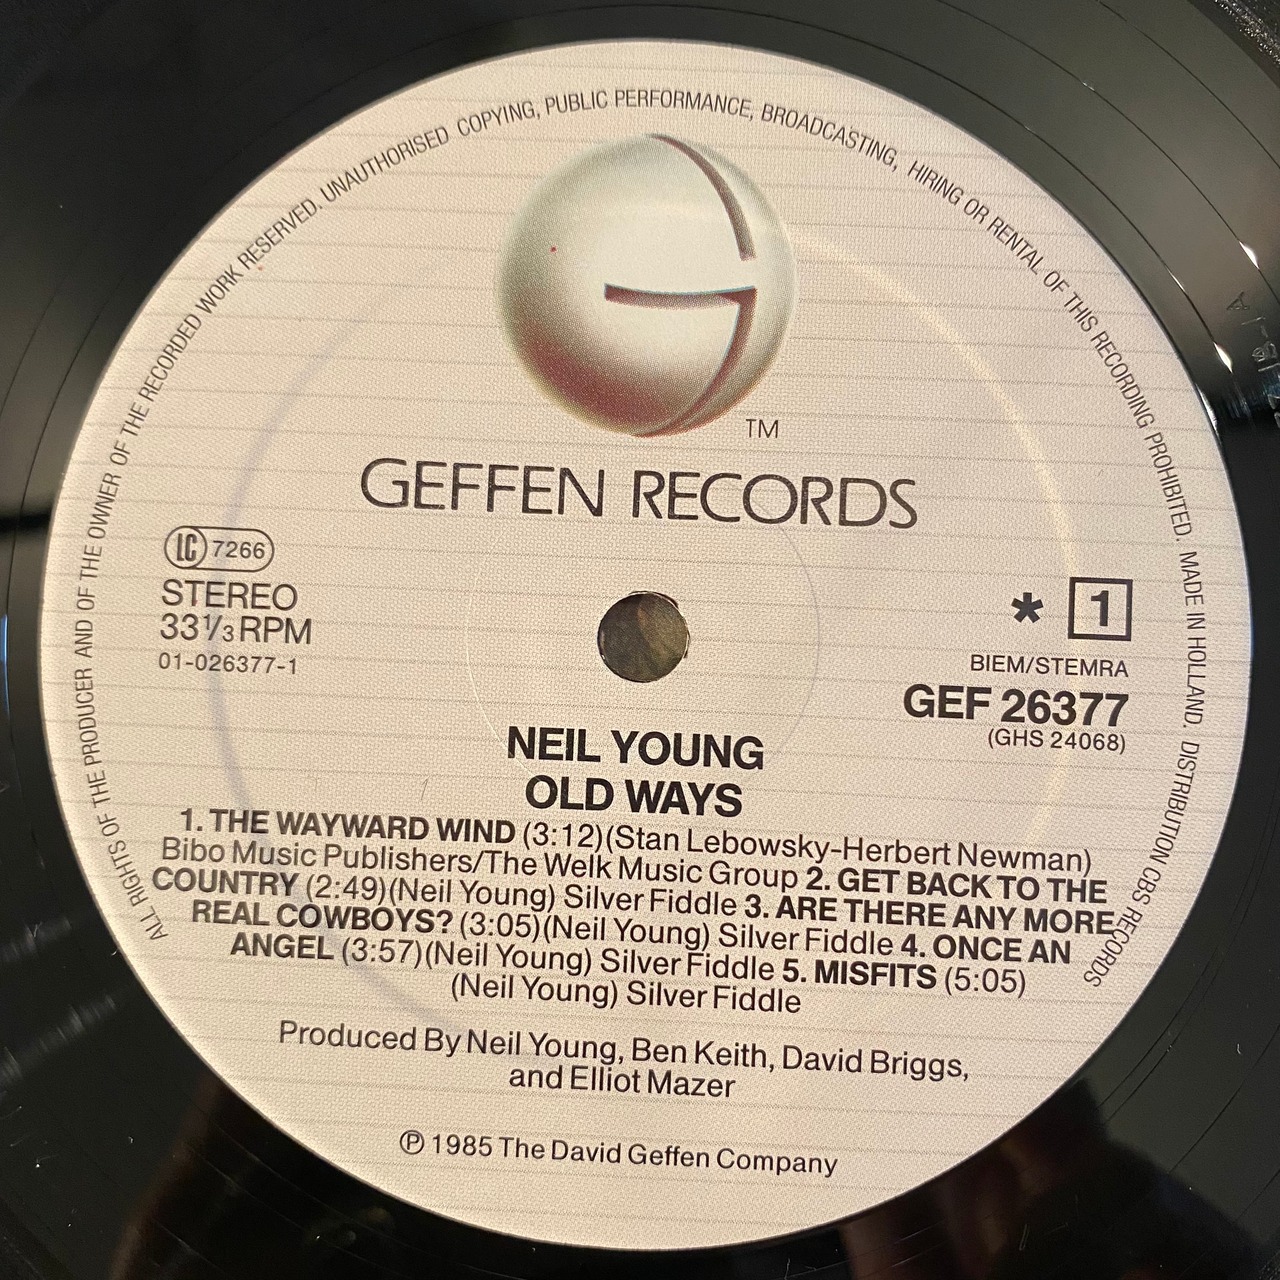 ALL RIGHTS OF THE PRODUCER AND OF THE OWNER OF THE RECORDED WORK RESERVED. UNAUTHORISED COPYING, PUBLIC PERFORMANCE, BROADCASTING, HIRING OR RENTAL OF THIS RECORDING PROHIBITED. MADE IN HOLLAND. DISTRIBUTION CBS RECORDS
TM
GEFFEN RECORDS
LC 7266
STEREO
33 1/3 RPM
01-026377-1
* 1
BIEM/STEMRA
GEF 26377
(GHS 24068)
NEIL YOUNG
OLD WAYS
1. THE WAYWARD WIND (3:12)(Stan Lebowsky-Herbert Newman)
Bibo Music Publishers/The Welk Music Group 2. GET BACK TO THE
COUNTRY (2:49)(Neil Young) Silver Fiddle 3. ARE THERE ANY MORE
REAL COWBOYS? (3:05)(Neil Young) Silver Fiddle 4. ONCE AN
ANGEL (3:57)(Neil Young) Silver Fiddle 5. MISFITS (5:05)
(Neil Young) Silver Fiddle
Produced By Neil Young, Ben Keith, David Briggs,
and Elliot Mazer
℗ 1985 The David Geffen Company